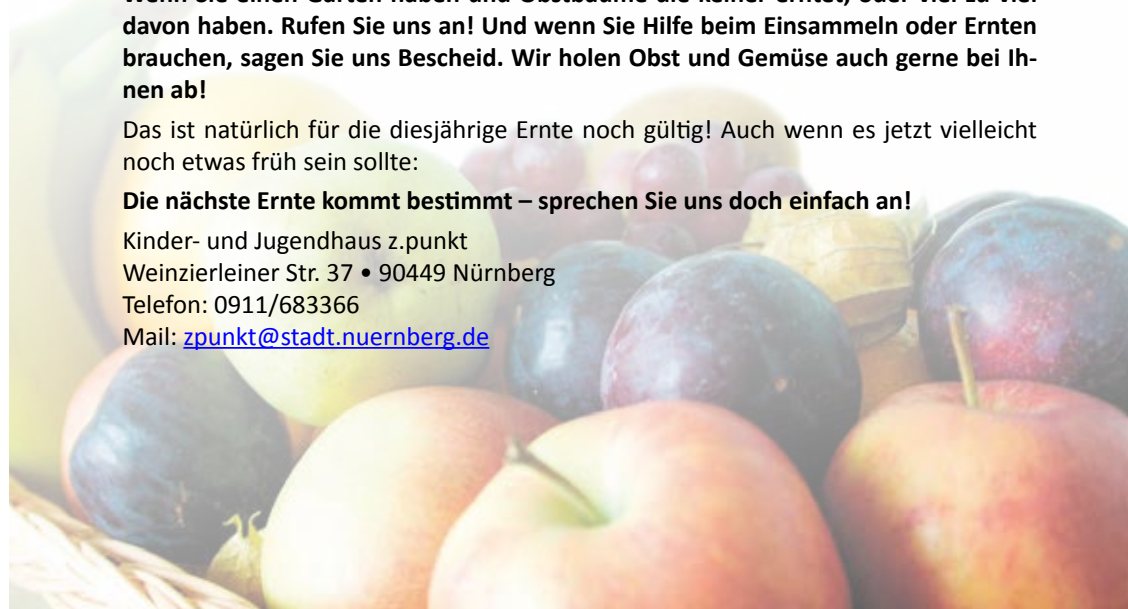 davon haben. Rufen Sie uns an! Und wenn Sie Hilfe beim Einsammeln oder Ernten
brauchen, sagen Sie uns Bescheid. Wir holen Obst und Gemüse auch gerne bei Ih-
nen ab!
Das ist natürlich für die diesjährige Ernte noch gültig! Auch wenn es jetzt vielleicht
noch etwas früh sein sollte:
Die nächste Ernte kommt bestimmt – sprechen Sie uns doch einfach an!
Kinder- und Jugendhaus z.punkt
Weinzierleiner Str. 37 • 90449 Nürnberg
Telefon: 0911/683366
Mail: zpunkt@stadt.nuernberg.de